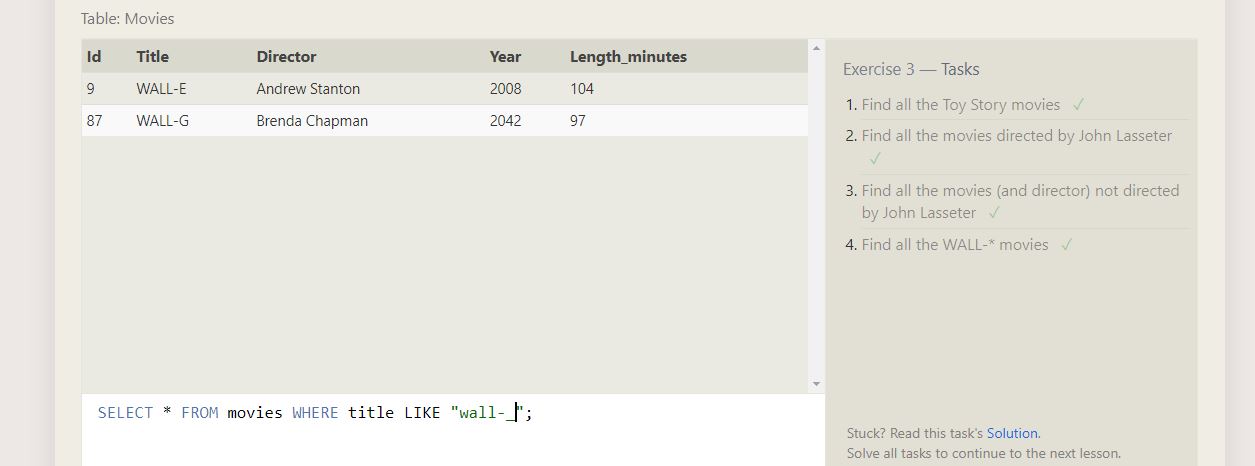 Table: Movies
Id Title Director Year Length_minutes
9 WALL-E Andrew Stanton 2008 104
87 WALL-G Brenda Chapman 2042 97
SELECT * FROM movies WHERE title LIKE "wall-_";
Exercise 3 — Tasks
1. Find all the Toy Story movies ✓
2. Find all the movies directed by John Lasseter
✓
3. Find all the movies (and director) not directed
by John Lasseter ✓
4. Find all the WALL-* movies ✓
Stuck? Read this task's Solution.
Solve all tasks to continue to the next lesson.